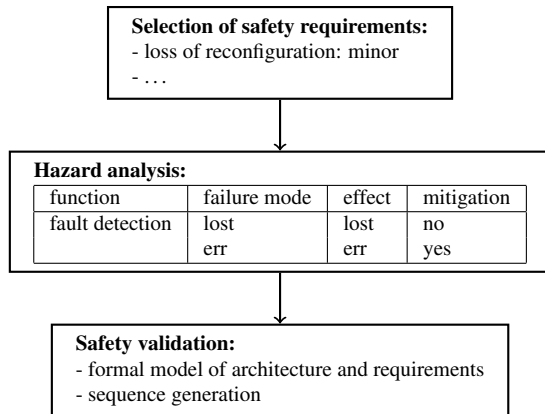 Selection of safety requirements:
- loss of reconfiguration: minor
- ...
Hazard analysis:
function failure mode effect mitigation
fault detection lost lost no
err err yes
Safety validation:
- formal model of architecture and requirements
- sequence generation